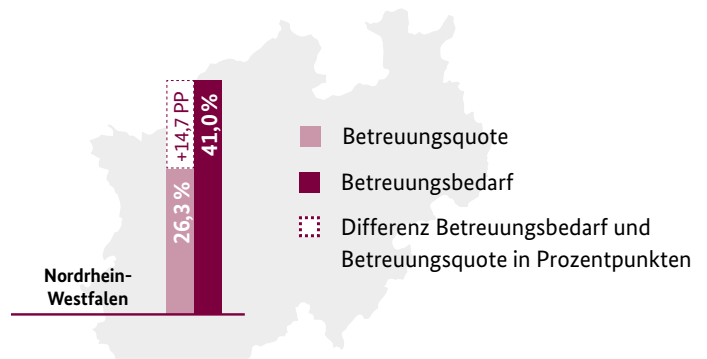 +14,7 PP
41,0 %
26,3 %
Nordrhein-
Westfalen
Betreuungsquote
Betreuungsbedarf
Differenz Betreuungsbedarf und
Betreuungsquote in Prozentpunkten